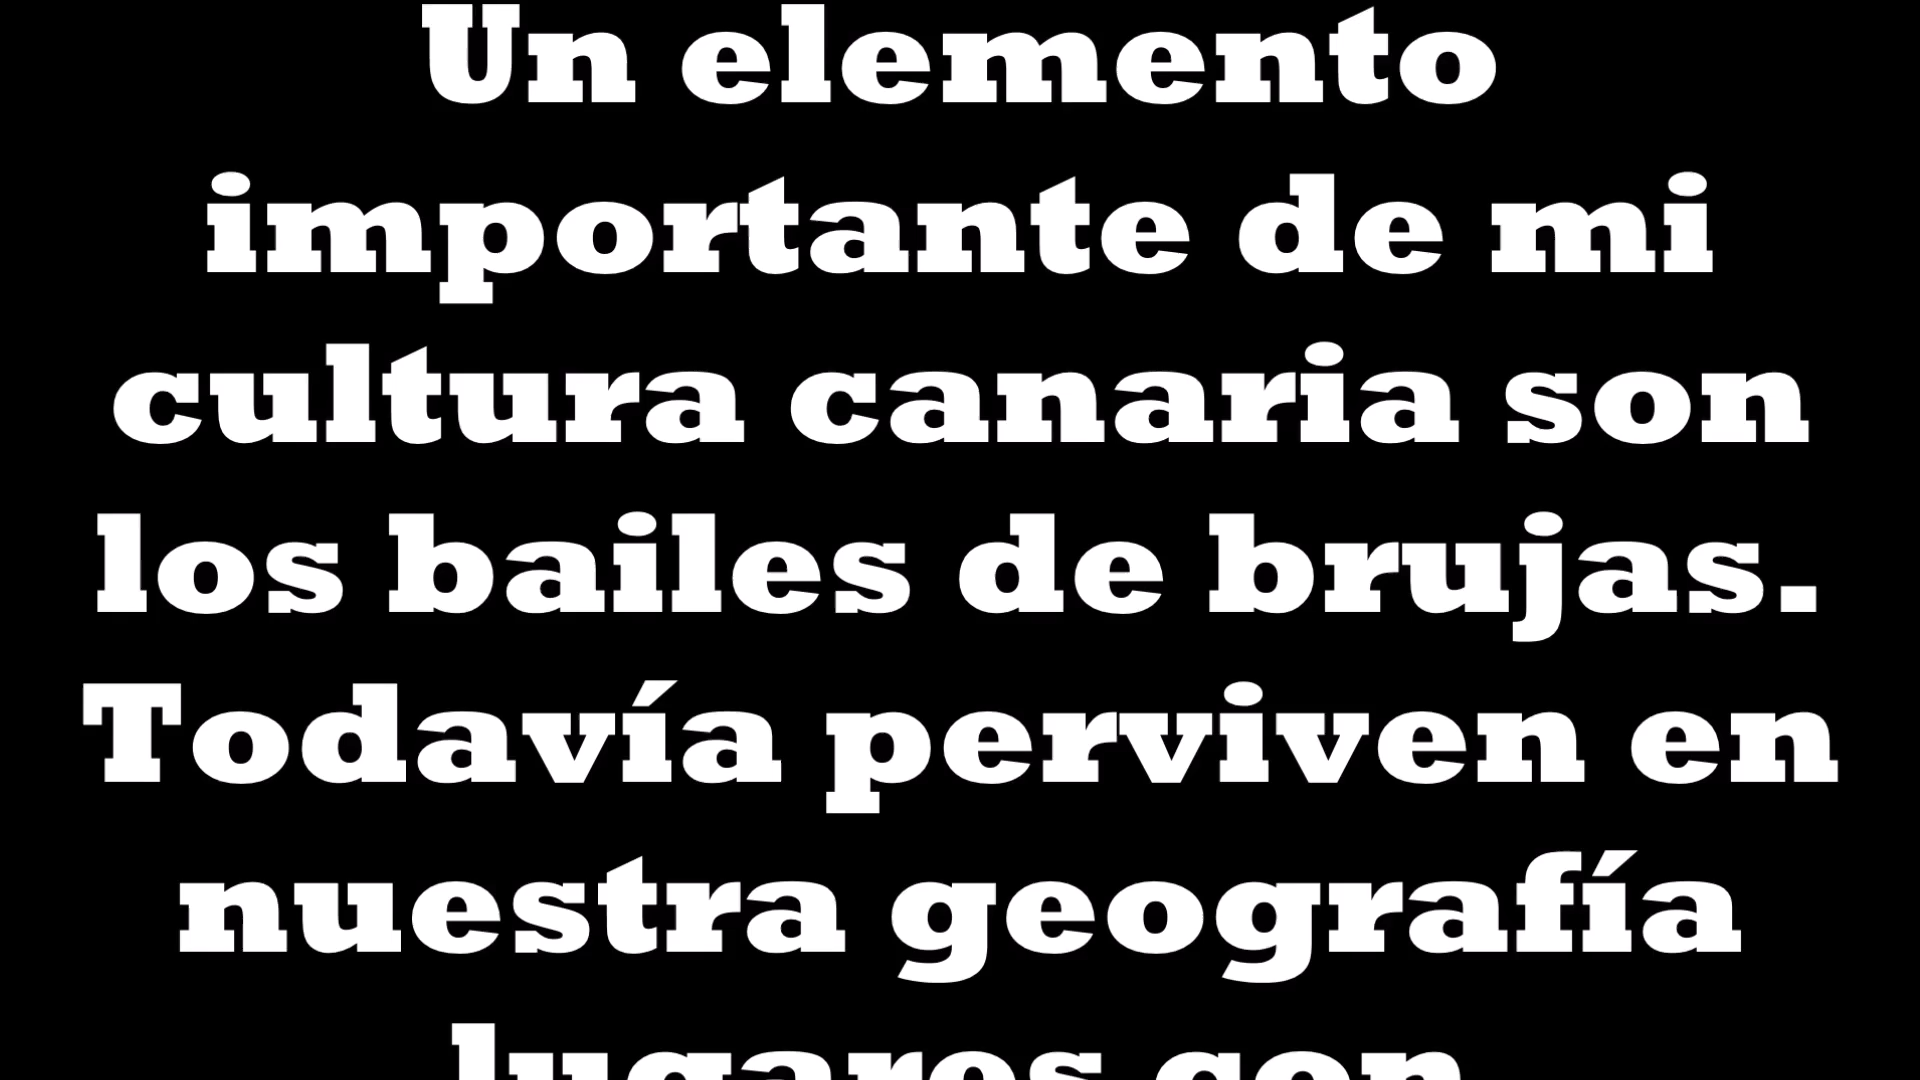 Un elemento
importante de mi
cultura canaria son
los bailes de brujas.
Todavía perviven en
nuestra geografía
lugares con